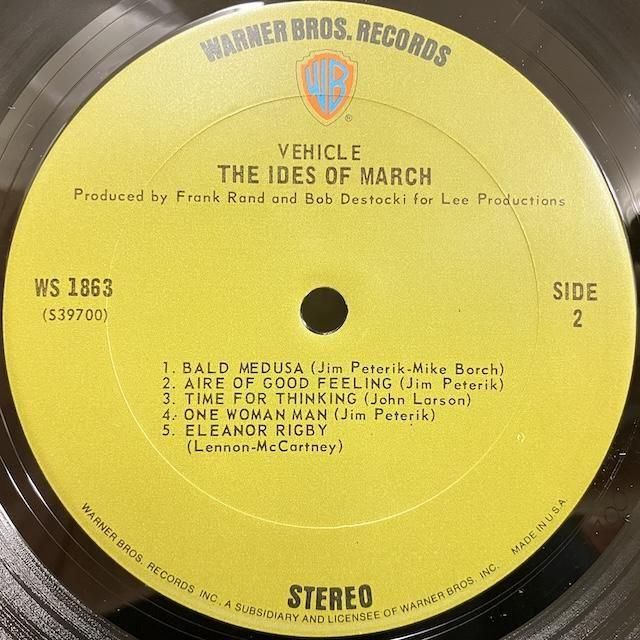 WARNER BROS. RECORDS
WB
®
VEHICLE
THE IDES OF MARCH
Produced by Frank Rand and Bob Destocki for Lee Productions
WS 1863
(S39700)
SIDE
2
1. BALD MEDUSA (Jim Peterik-Mike Borch)
2. AIRE OF GOOD FEELING (Jim Peterik)
3. TIME FOR THINKING (John Larson)
4. ONE WOMAN MAN (Jim Peterik)
5. ELEANOR RIGBY
(Lennon-McCartney)
STEREO
WARNER BROS. RECORDS INC., A SUBSIDIARY AND LICENSEE OF WARNER BROS. INC. MADE IN U.S.A.